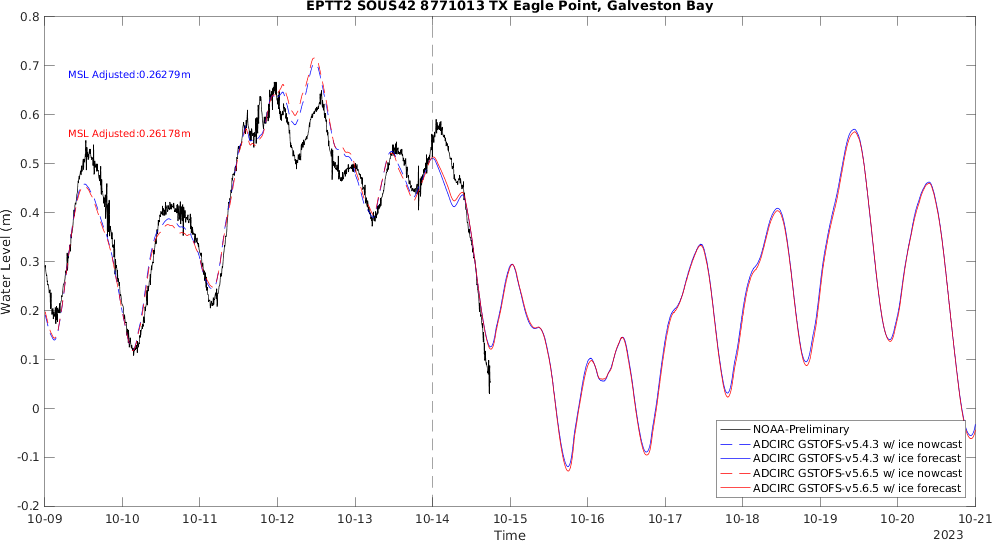 EPTT2 SOUS42 8771013 TX Eagle Point, Galveston Bay
0.8
0.7
0.6
0.5
0.4
0.3
0.2
0.1
0
-0.1
-0.2
Water Level (m)
MSL Adjusted:0.26279m
MSL Adjusted:0.26178m
NOAA-Preliminary
ADCIRC GSTOFS-v5.4.3 w/ ice nowcast
ADCIRC GSTOFS-v5.4.3 w/ ice forecast
ADCIRC GSTOFS-v5.6.5 w/ ice nowcast
ADCIRC GSTOFS-v5.6.5 w/ ice forecast
10-09 10-10 10-11 10-12 10-13 10-14 10-15 10-16 10-17 10-18 10-19 10-20 10-21
Time
2023